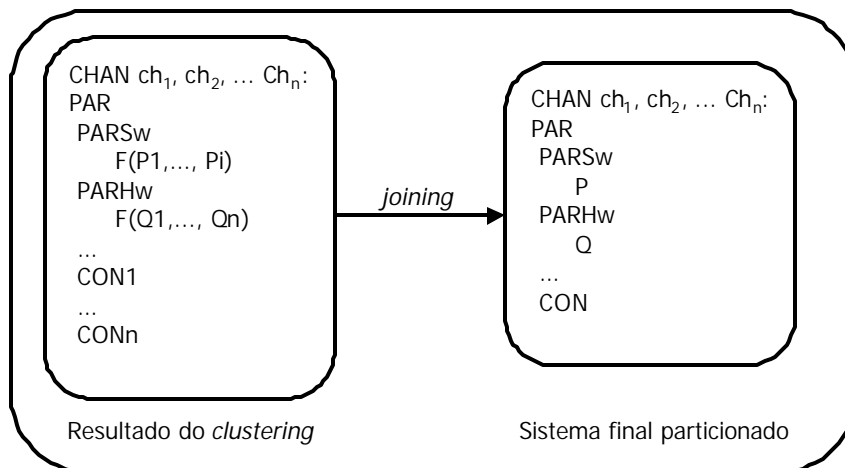 CHAN ch1, ch2, ... Chn:
PAR
PARSw
F(P1,..., Pi)
PARHw
F(Q1,..., Qn)
...
CON1
...
CONn
Resultado do clustering
joining
CHAN ch1, ch2, ... Chn:
PAR
PARSw
P
PARHw
Q
...
CON
Sistema final particionado